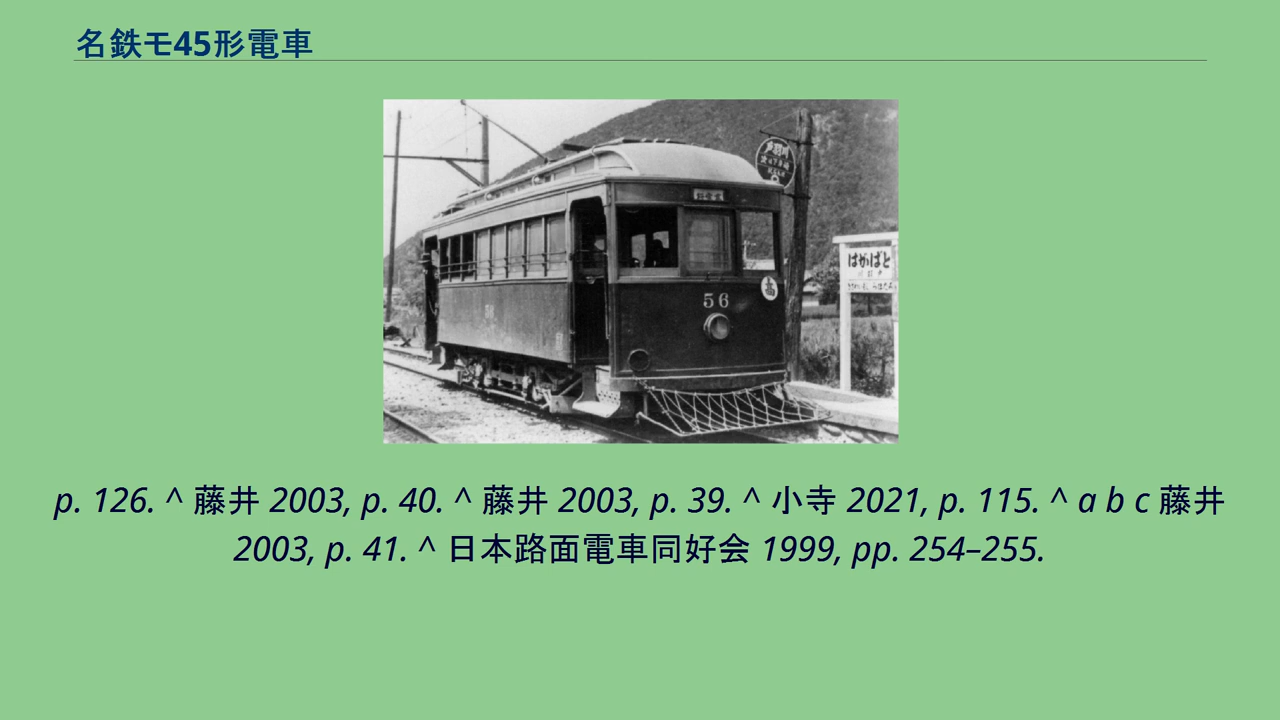 名鉄モ45形電車
56
はかばと
p. 126. ^ 藤井 2003, p. 40. ^ 藤井 2003, p. 39. ^ 小寺 2021, p. 115. ^ a b c 藤井
2003, p. 41. ^ 日本路面電車同好会 1999, pp. 254–255.